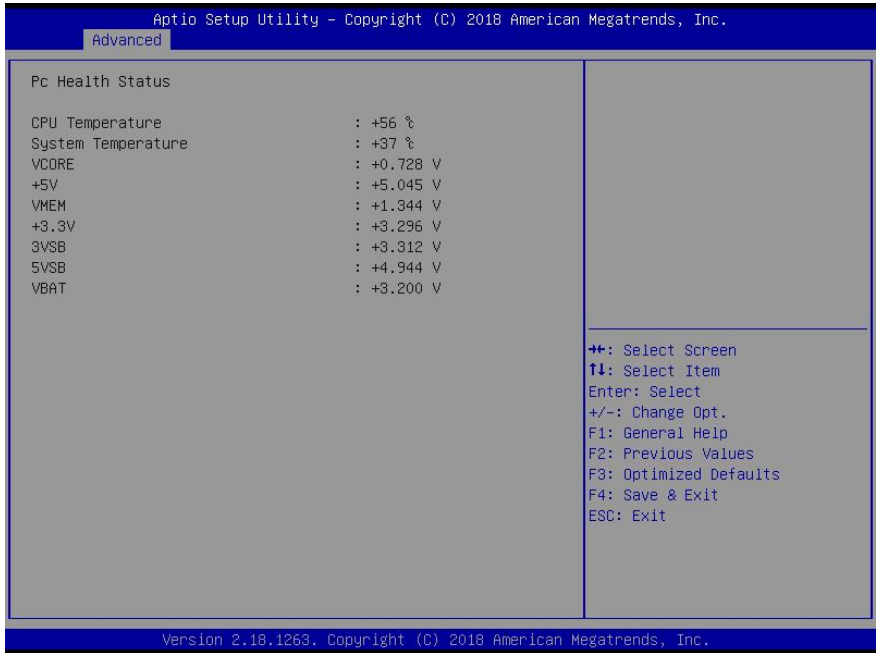 Aptio Setup Utility – Copyright (C) 2018 American Megatrends, Inc.
Advanced
Pc Health Status
CPU Temperature : +56 ℃
System Temperature : +37 ℃
VCORE : +0.728 V
+5V : +5.045 V
VMEM : +1.344 V
+3.3V : +3.296 V
3VSB : +3.312 V
5VSB : +4.944 V
VBAT : +3.200 V
→←: Select Screen
↑↓: Select Item
Enter: Select
+/-: Change Opt.
F1: General Help
F2: Previous Values
F3: Optimized Defaults
F4: Save & Exit
ESC: Exit
Version 2.18.1263. Copyright (C) 2018 American Megatrends, Inc.